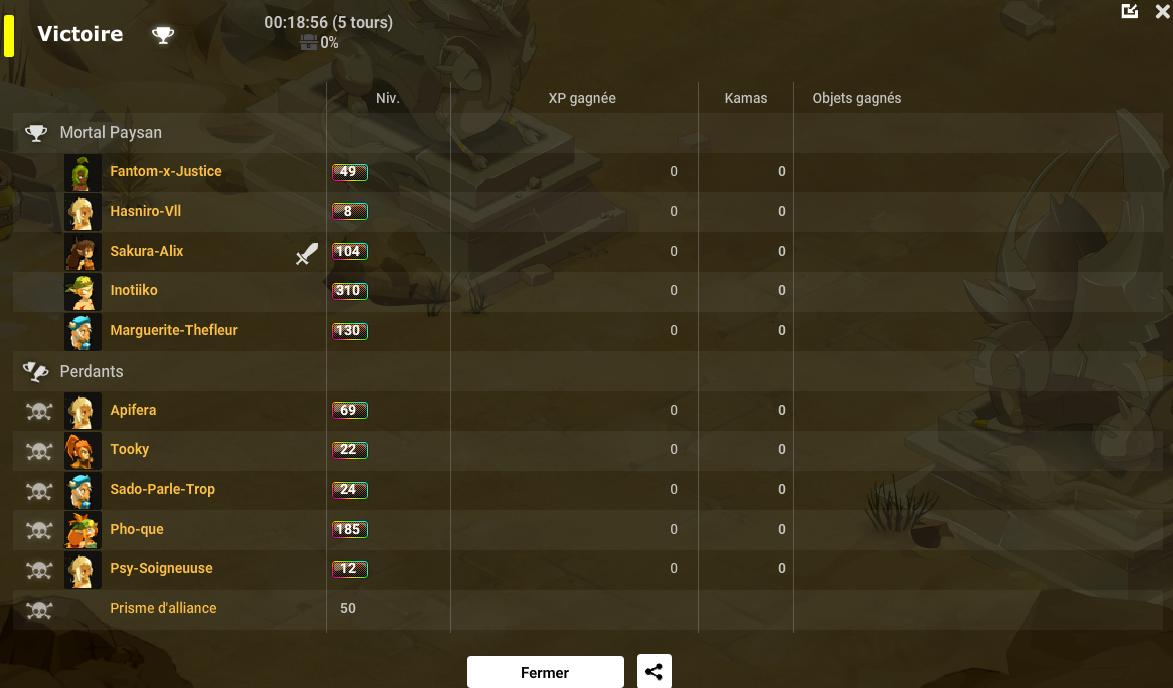 Victoire
00:18:56 (5 tours)
0%
Niv. XP gagnée Kamas Objets gagnés
Mortal Paysan
Fantom-x-Justice 49 0 0
Hasniro-Vll 8 0 0
Sakura-Alix 104 0 0
Inotiiko 310 0 0
Marguerite-Thefleur 130 0 0
Perdants
Apifera 69 0 0
Tooky 22 0 0
Sado-Parle-Trop 24 0 0
Pho-que 185 0 0
Psy-Soigneuuse 12 0 0
Prisme d'alliance 50
Fermer